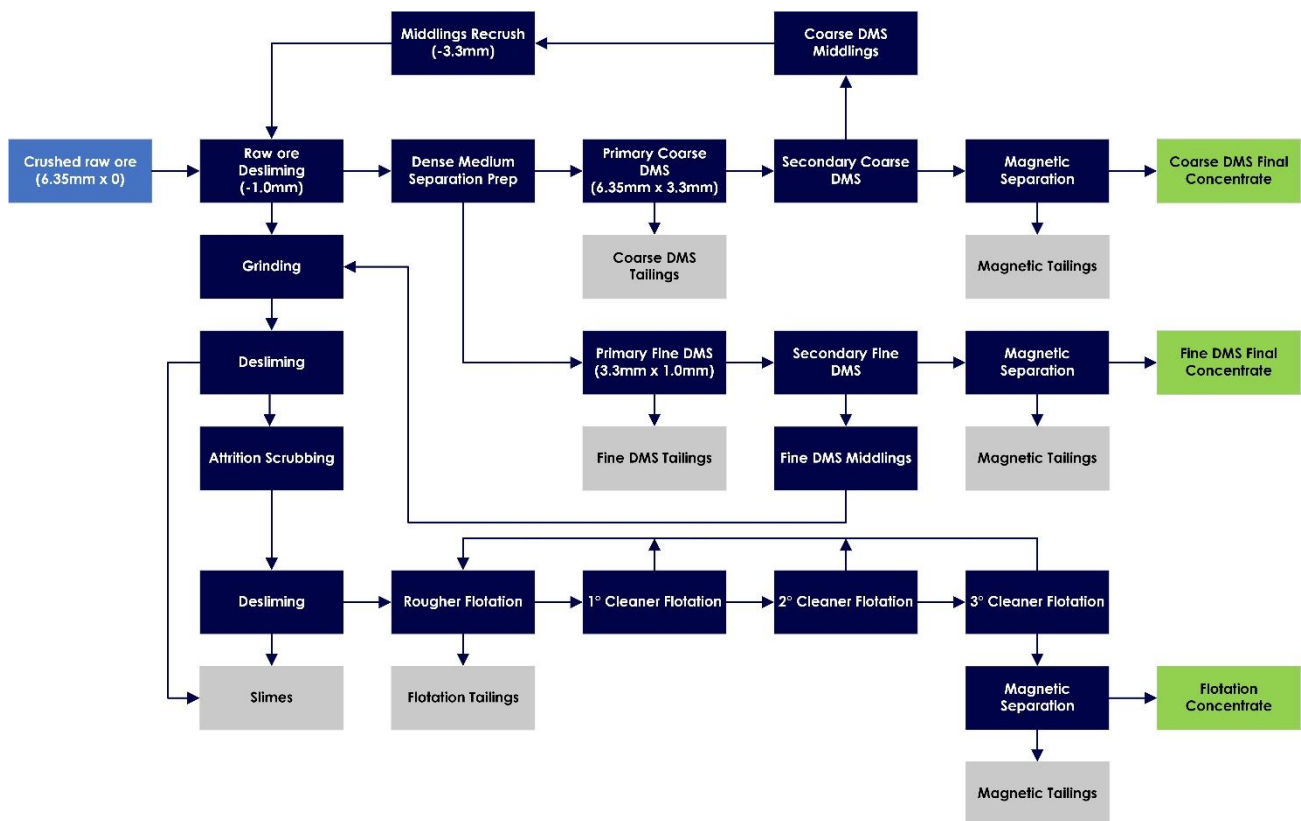 Middlings Recrush
(-3.3mm)
Coarse DMS
Middlings
Crushed raw ore
(6.35mm x 0)
Raw ore
Desliming
(-1.0mm)
Dense Medium
Separation Prep
Primary Coarse
DMS
(6.35mm x 3.3mm)
Secondary Coarse
DMS
Magnetic
Separation
Coarse DMS Final
Concentrate
Grinding
Coarse DMS
Tailings
Magnetic Tailings
Desliming
Primary Fine DMS
(3.3mm x 1.0mm)
Secondary Fine
DMS
Magnetic
Separation
Fine DMS Final
Concentrate
Attrition Scrubbing
Fine DMS Tailings
Fine DMS Middlings
Magnetic Tailings
Desliming
Rougher Flotation
1° Cleaner Flotation
2° Cleaner Flotation
3° Cleaner Flotation
Slimes
Flotation Tailings
Magnetic
Separation
Flotation
Concentrate
Magnetic Tailings